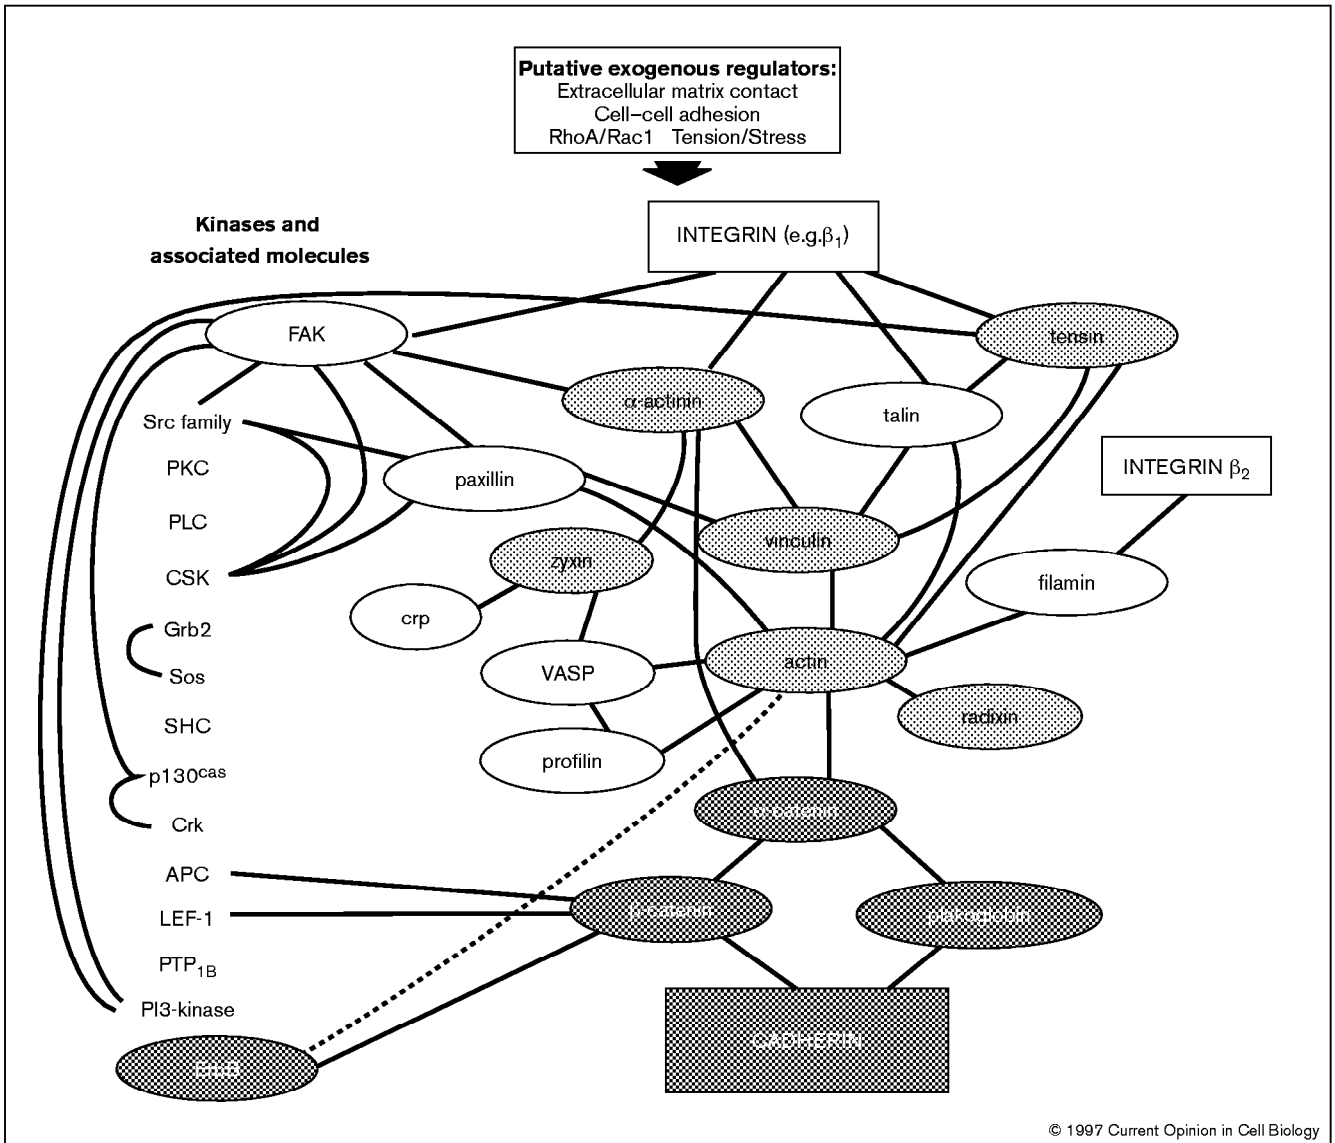 Putative exogenous regulators:
Extracellular matrix contact
Cell–cell adhesion
RhoA/Rac1 Tension/Stress
INTEGRIN (e.g.β1)
Kinases and
associated molecules
FAK
tensin
α-actinin
talin
Src family
INTEGRIN β2
PKC
paxillin
PLC
vinculin
zyxin
CSK
filamin
crp
Grb2
actin
Sos
VASP
radixin
SHC
profilin
p130cas
α-catenin
Crk
APC
β-catenin
plakoglobin
LEF-1
PTP1B
PI3-kinase
CADHERIN
© 1997 Current Opinion in Cell Biology